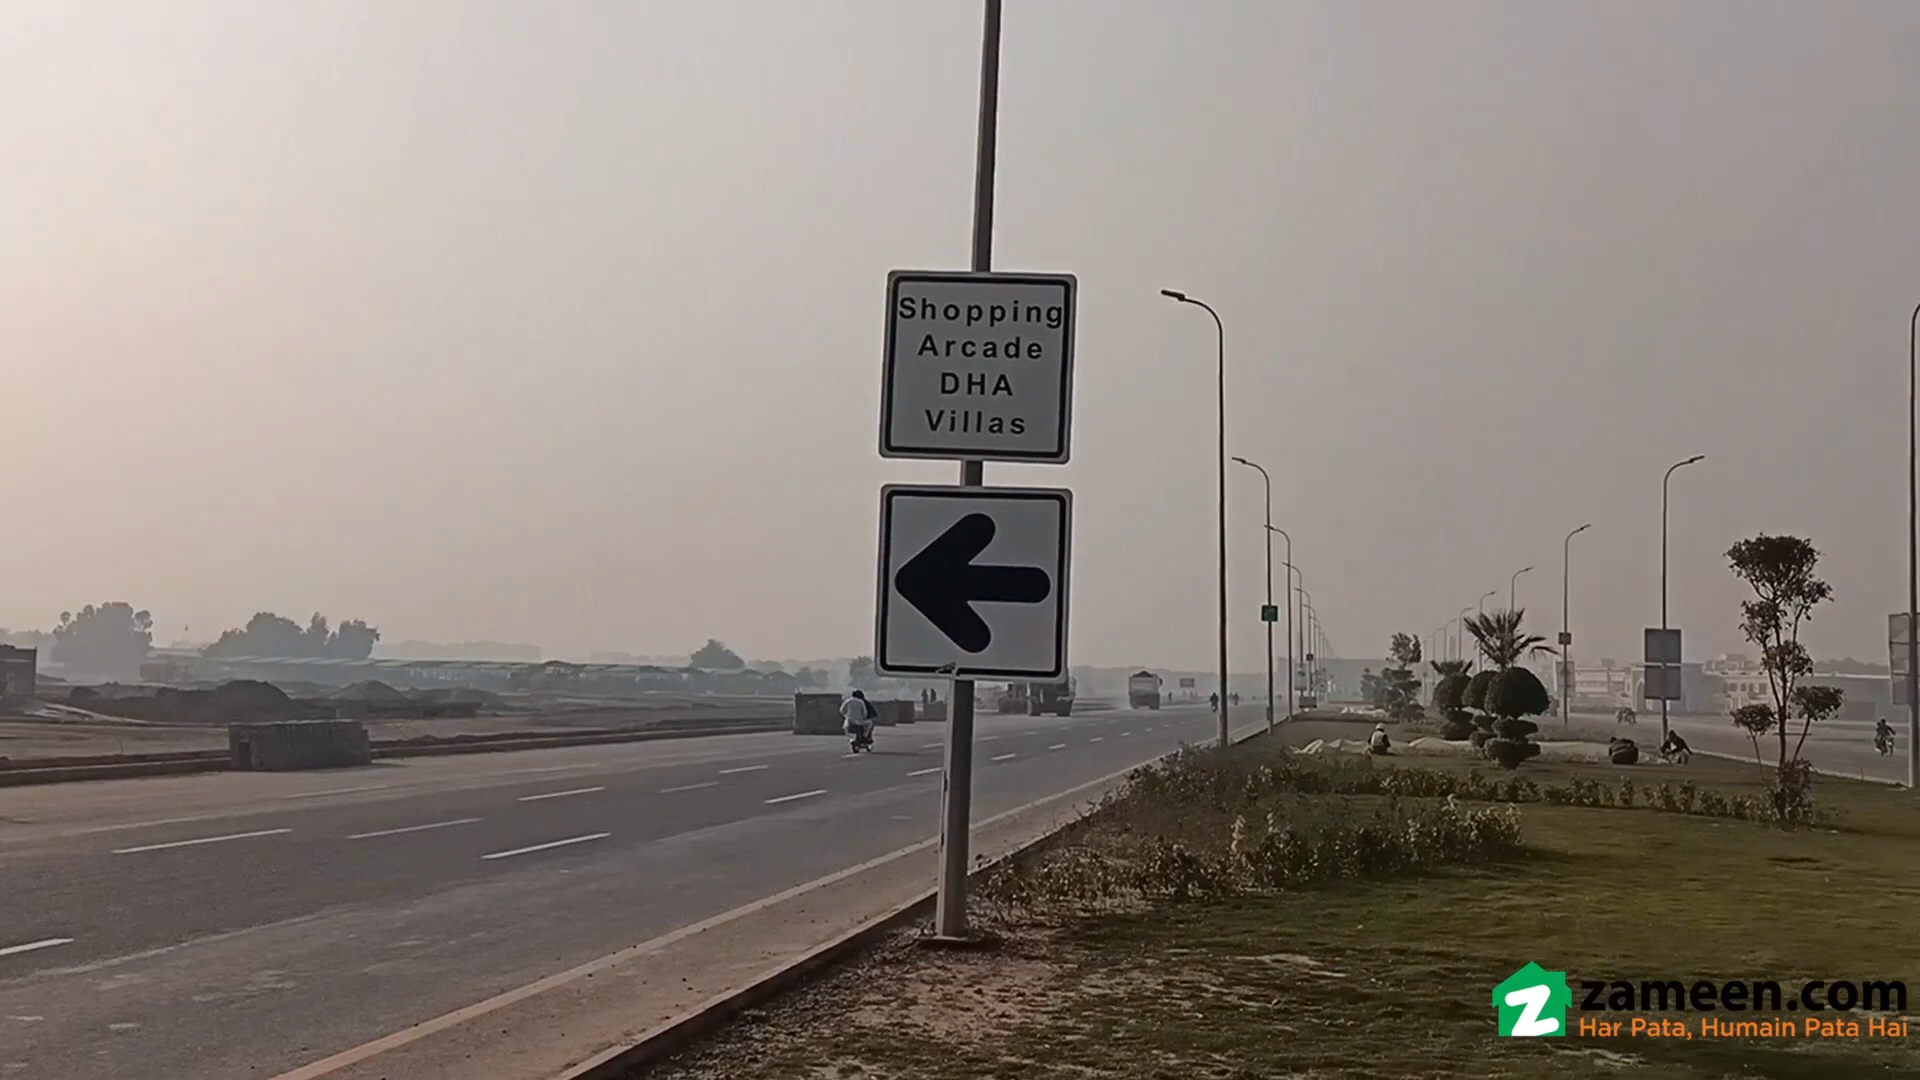 Shopping
Arcade
DHA
Villas
zameen.com
Har Pata, Humain Pata Hai